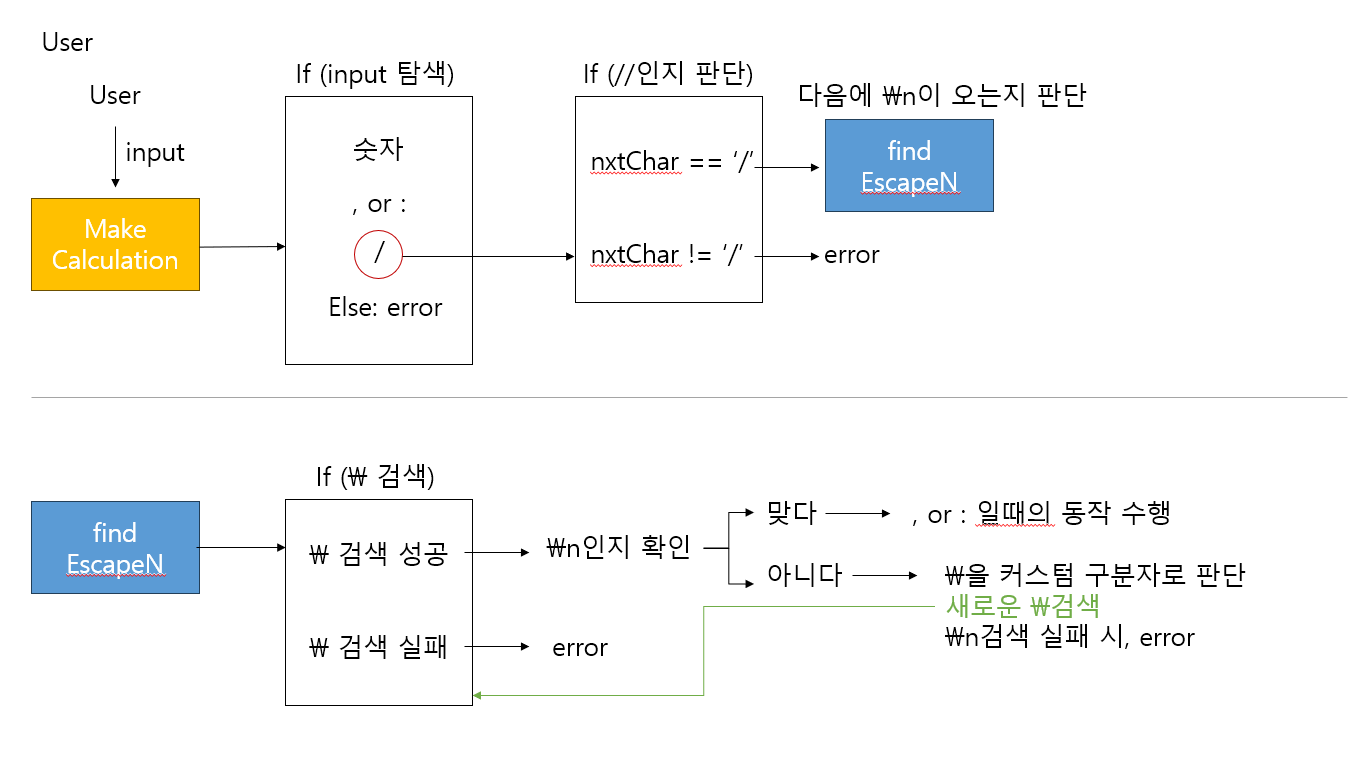 User
User
input
Make
Calculation
If (input 탐색)
숫자
, or :
/
Else: error
If (//인지 판단)
nxtChar == ‘/’
nxtChar != ‘/’
다음에 ₩n이 오는지 판단
find
EscapeN
error
find
EscapeN
If (₩ 검색)
₩ 검색 성공
₩ 검색 실패
₩n인지 확인
error
맞다
아니다
, or : 일때의 동작 수행
₩을 커스텀 구분자로 판단
새로운 ₩검색
₩n검색 실패 시, error